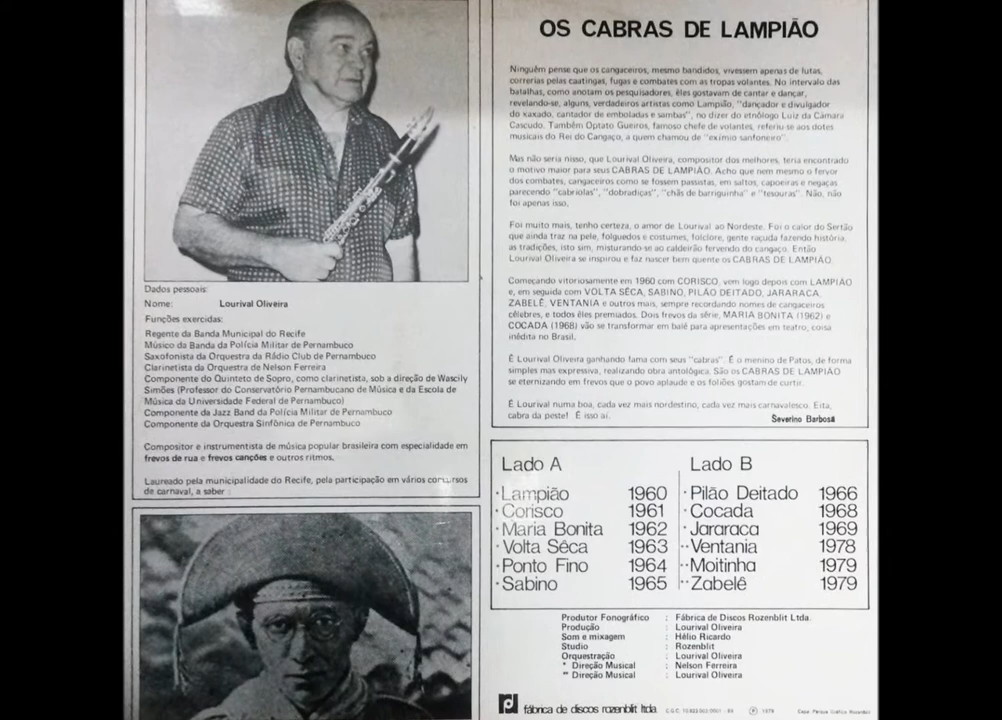 Dados pessoais:
Nome: Lourival Oliveira
Funções exercidas:
Regente da Banda Municipal do Recife
Músico da Banda da Polícia Militar de Pernambuco
Saxofonista da Orquestra da Rádio Club de Pernambuco
Clarinetista da Orquestra de Nelson Ferreira
Componente do Quinteto de Sopro, como clarinetista, sob a direção de Wascily
Simões (Professor do Conservatório Pernambucano de Música e da Escola de
Música da Universidade Federal de Pernambuco)
Componente da Jazz Band da Polícia Militar de Pernambuco
Componente da Orquestra Sinfônica de Pernambuco
Compositor e instrumentista de música popular brasileira com especialidade em
frevos de rua e frevos canções e outros ritmos.
Laureado pela municipalidade do Recife, pela participação em vários concursos
de carnaval, a saber :
OS CABRAS DE LAMPIÃO
Ninguém pense que os cangaceiros, mesmo bandidos, vivessem apenas de lutas,
correrias pelas caatingas, fugas e combates com as tropas volantes. No intervalo das
batalhas, como anotam os pesquisadores, êles gostavam de cantar e dançar,
revelando-se, alguns, verdadeiros artistas como Lampião, "dançador e divulgador
do xaxado, cantador de emboladas e sambas", no dizer do etnólogo Luiz da Câmara
Cascudo. Também Optato Gueiros, famoso chefe de volantes, referiu-se aos dotes
musicais do Rei do Cangaço, a quem chamou de "exímio sanfoneiro".
Mas não seria nisso, que Lourival Oliveira, compositor dos melhores, teria encontrado
o motivo maior para seus CABRAS DE LAMPIÃO. Acho que nem mesmo o fervor
dos combates, cangaceiros como se fossem passistas, em saltos, capoeiras e negaças
parecendo "cabriolas", "dobradiças", "chãs de barriguinha" e "tesouras". Não, não
foi apenas isso.
Foi muito mais, tenho certeza, o amor de Lourival ao Nordeste. Foi o calor do Sertão
que ainda traz na pele, folguedos e costumes, folclore, gente raçuda fazendo história,
as tradições, isto sim, misturando-se ao caldeirão fervendo do cangaço. Então
Lourival Oliveira se inspirou e faz nascer bem quente os CABRAS DE LAMPIÃO.
Começando vitoriosamente em 1960 com CORISCO, vem logo depois com LAMPIÃO
e, em seguida com VOLTA SÊCA, SABINO, PILÃO DEITADO, JARARACA,
ZABELÊ, VENTANIA e outros mais, sempre recordando nomes de cangaceiros
célebres, e todos êles premiados. Dois frevos da série, MARIA BONITA (1962) e
COCADA (1968) vão se transformar em balé para apresentações em teatro, coisa
inédita no Brasil.
É Lourival Oliveira ganhando fama com seus "cabras". É o menino de Patos, de forma
simples mas expressiva, realizando obra antológica. São os CABRAS DE LAMPIÃO
se eternizando em frevos que o povo aplaude e os foliões gostam de curtir.
É Lourival numa boa, cada vez mais nordestino, cada vez mais carnavalesco. Eita,
cabra da peste! É isso aí.
Severino Barbosa
Lado A
·Lampião 1960
·Corisco 1961
·Maria Bonita 1962
·Volta Sêca 1963
·Ponto Fino 1964
·Sabino 1965
Lado B
·Pilão Deitado 1966
·Cocada 1968
·Jararaca 1969
··Ventania 1978
··Moitinha 1979
··Zabelê 1979
Produtor Fonográfico : Fábrica de Discos Rozenblit Ltda.
Produção : Lourival Oliveira
Som e mixagem : Hélio Ricardo
Studio : Rozenblit
Orquestração : Lourival Oliveira
* Direção Musical : Nelson Ferreira
** Direção Musical : Lourival Oliveira
fábrica de discos rozenblit ltda. C.G.C. Ⓟ 1979